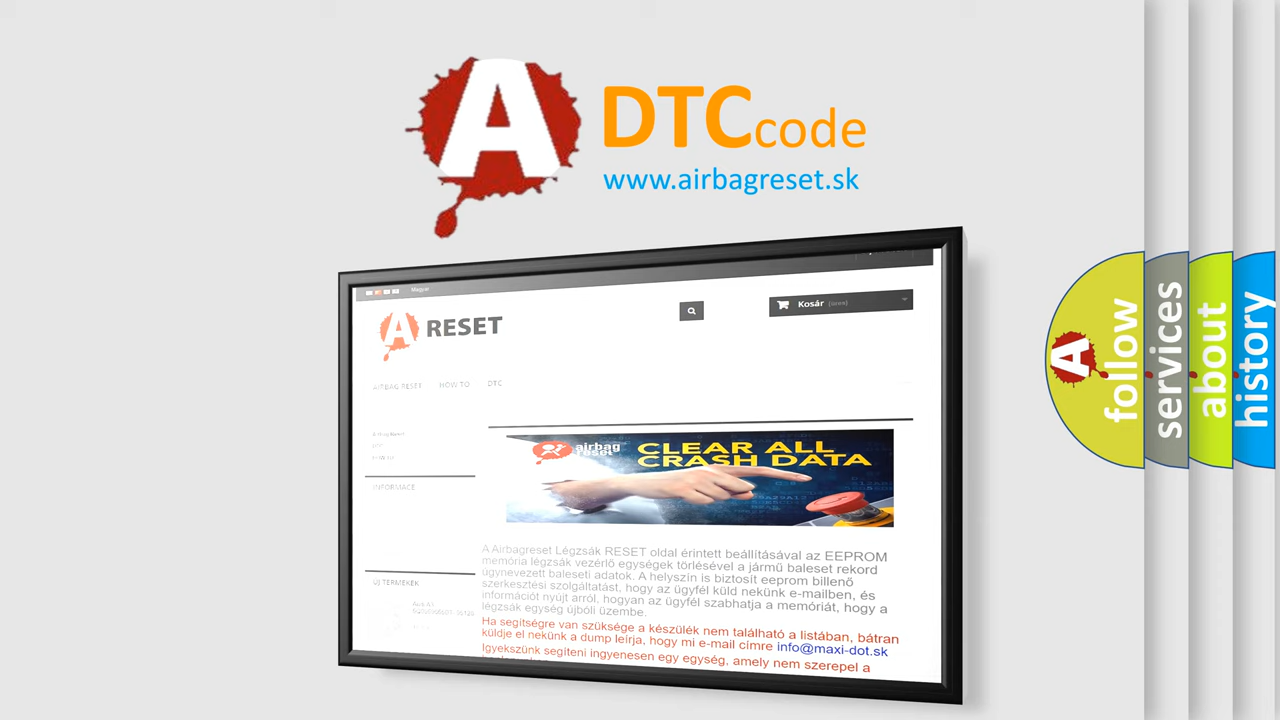 A DTC code
www.airbagreset.sk
Magyar
A RESET
Kosár
AIRBAG RESET HOW TO DTC
INFORMACE
airbag reset
CLEAR ALL
CRASH DATA
ÚJ TERMÉKEK
A Airbagreset Légzsák RESET oldal érintett beállításával az EEPROM
memória légzsák vezérlő egységek törlésével a jármű baleset rekord
úgynevezett baleseti adatok. A helyszín is biztosít eeprom billenő
szerkesztési szolgáltatást, hogy az ügyfél küld nekünk e-mailben, és
információt nyújt arról, hogyan az ügyfél szabhatja a memóriát, hogy a
légzsák egység újbóli üzembe.
Ha segítségre van szüksége a készülék nem található a listában, bátran
küldje el nekünk a dump leírja, hogy mi e-mail címre info@maxi-dot.sk
Igyekszünk segíteni ingyenesen egy egység, amely nem szerepel a
A follow
services
about
history